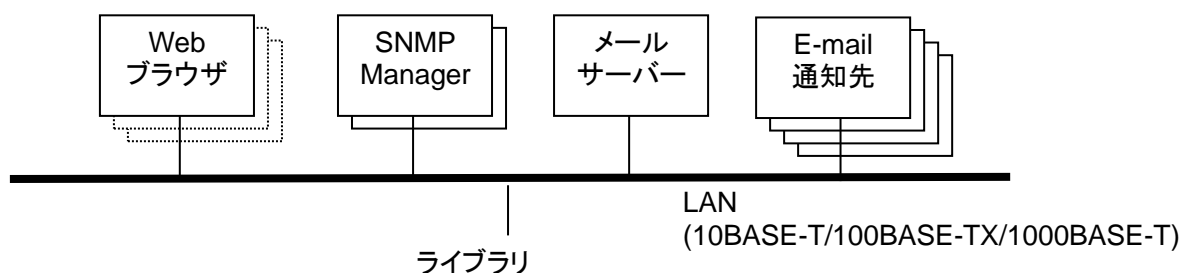 Web
ブラウザ
SNMP
Manager
メール
サーバー
E-mail
通知先
LAN
(10BASE-T/100BASE-TX/1000BASE-T)
ライブラリ